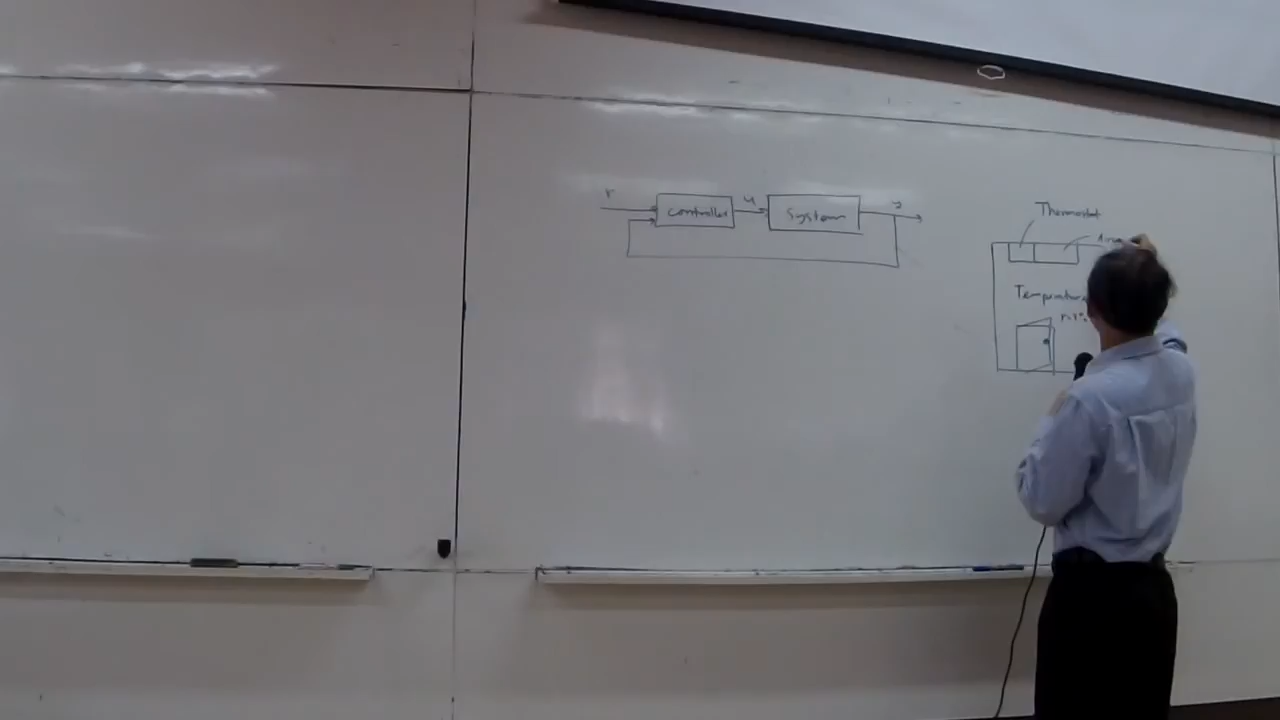 r
controller
u
System
y
Thermostat
Temperature